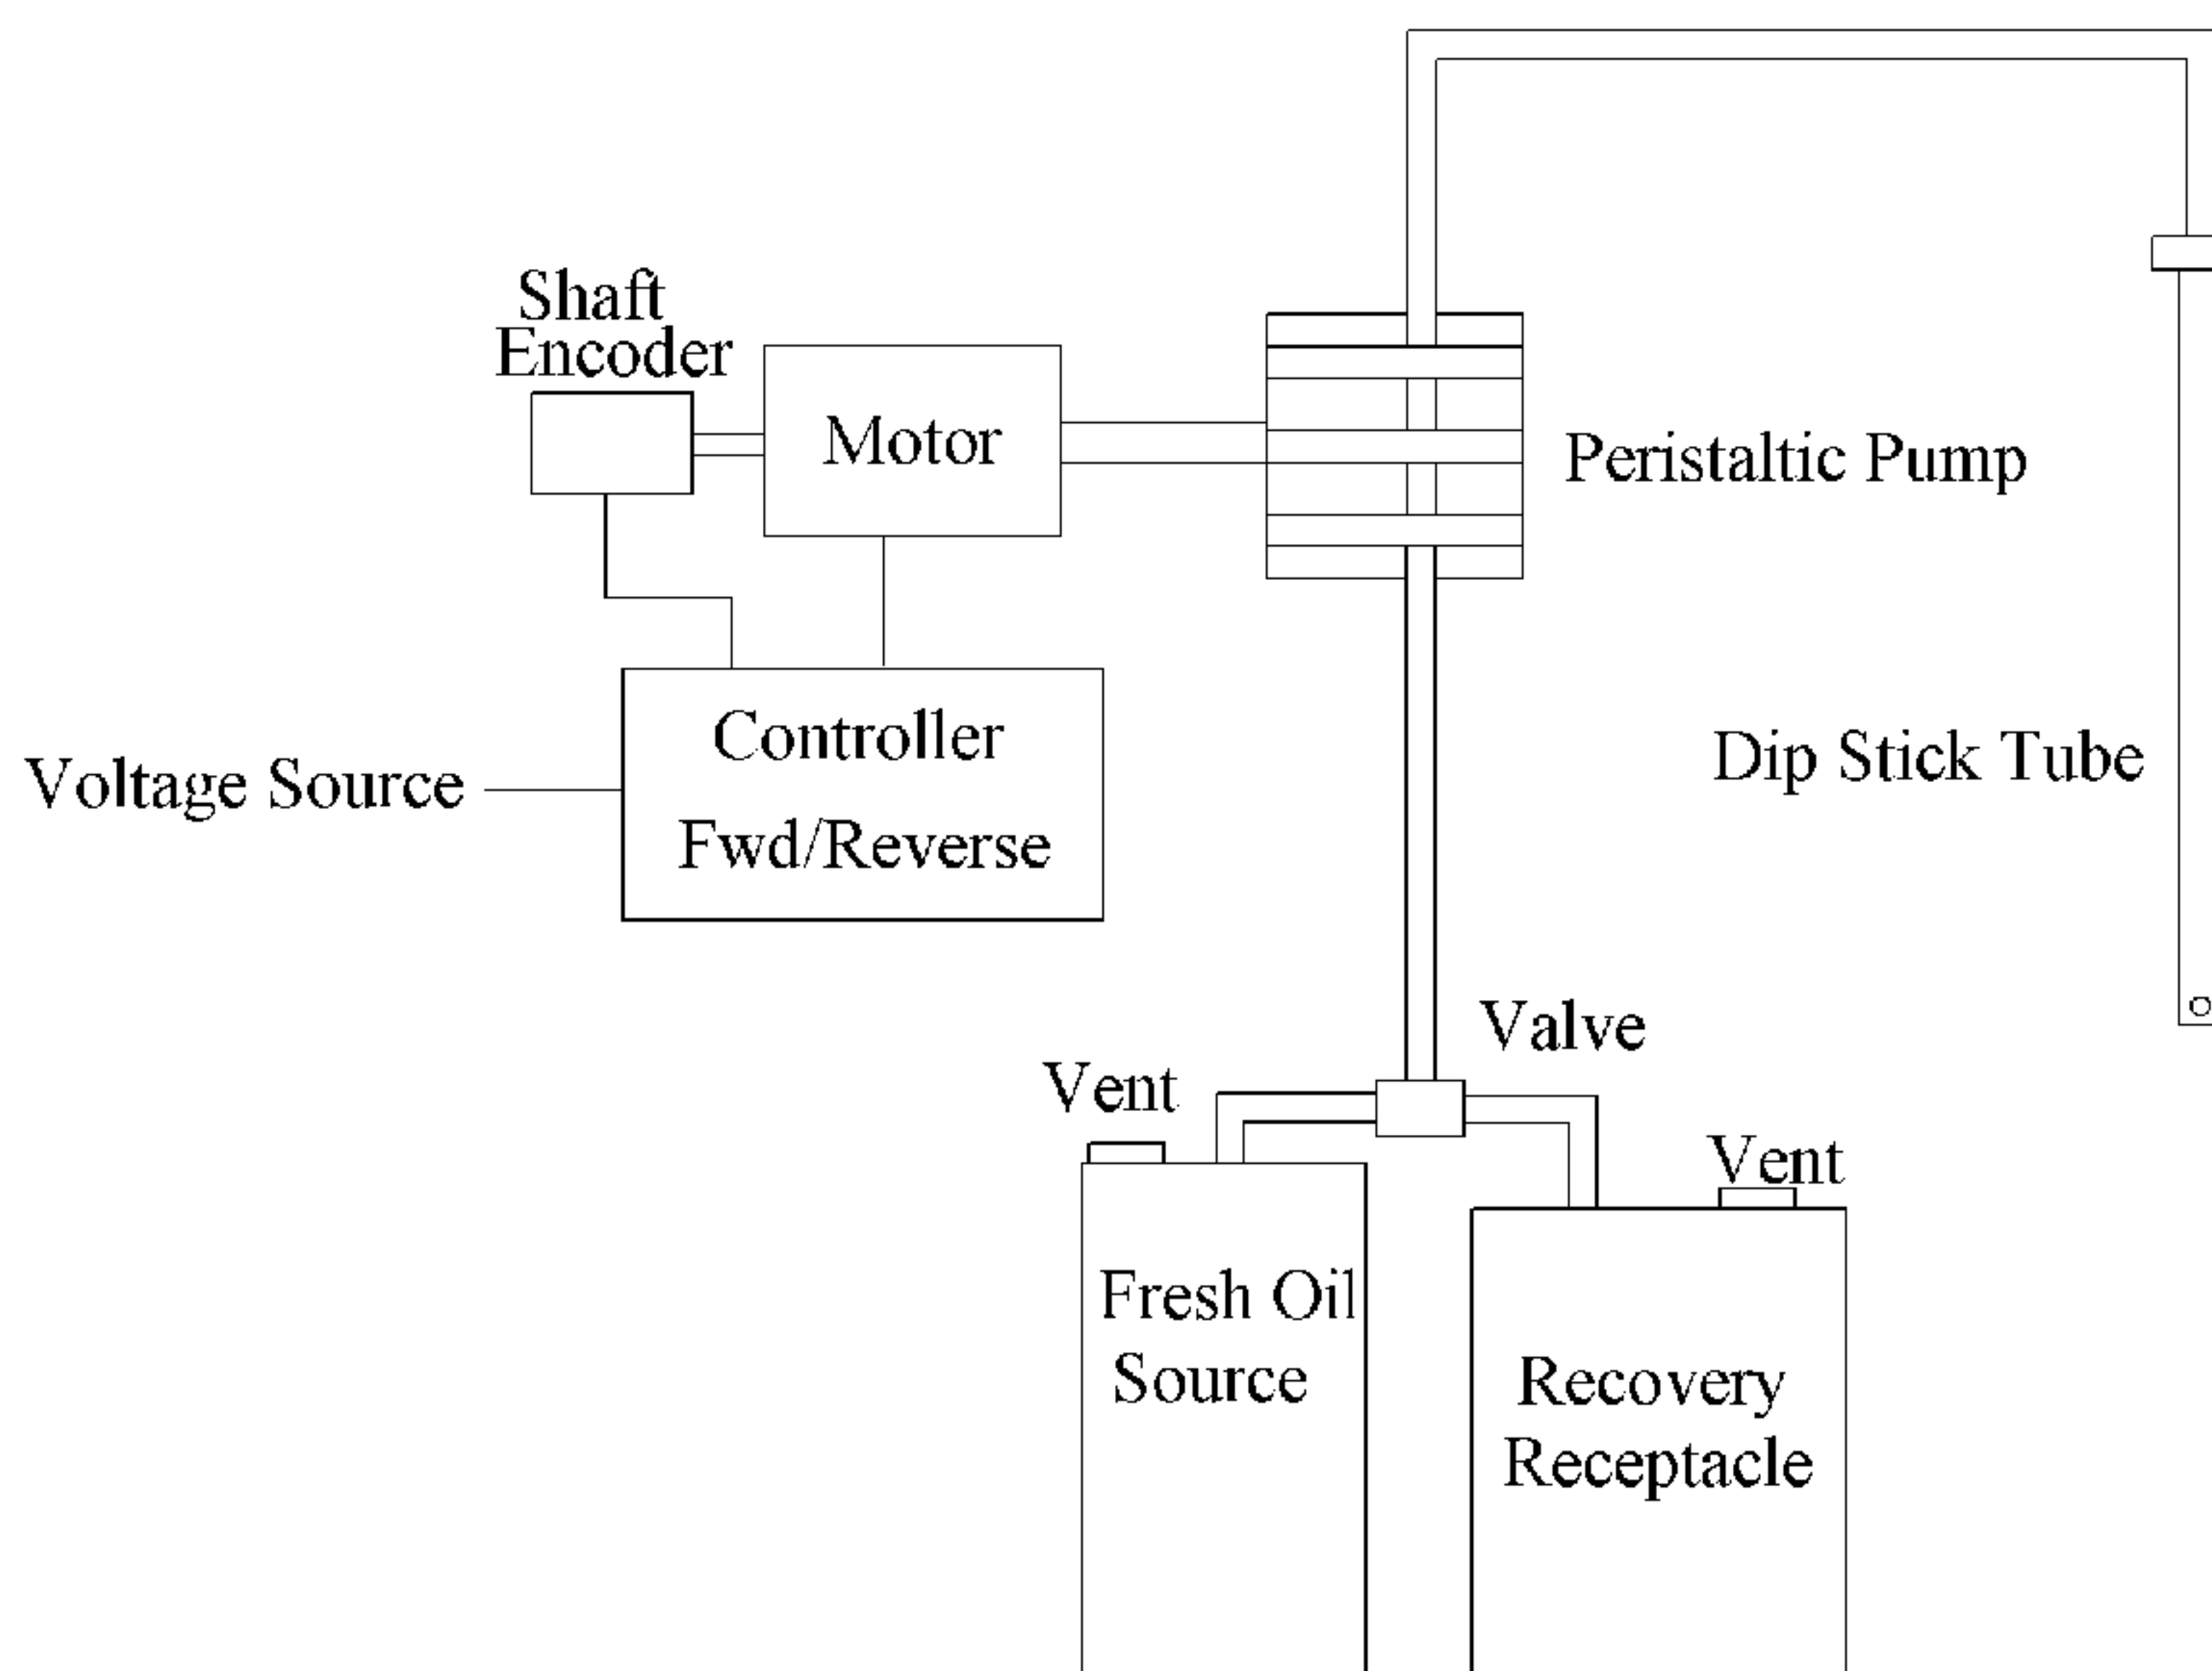 Shaft
Encoder
Motor
Peristaltic Pump
Controller
Fwd/Reverse
Voltage Source
Dip Stick Tube
Valve
Vent
Vent
Fresh Oil
Source
Recovery
Receptacle